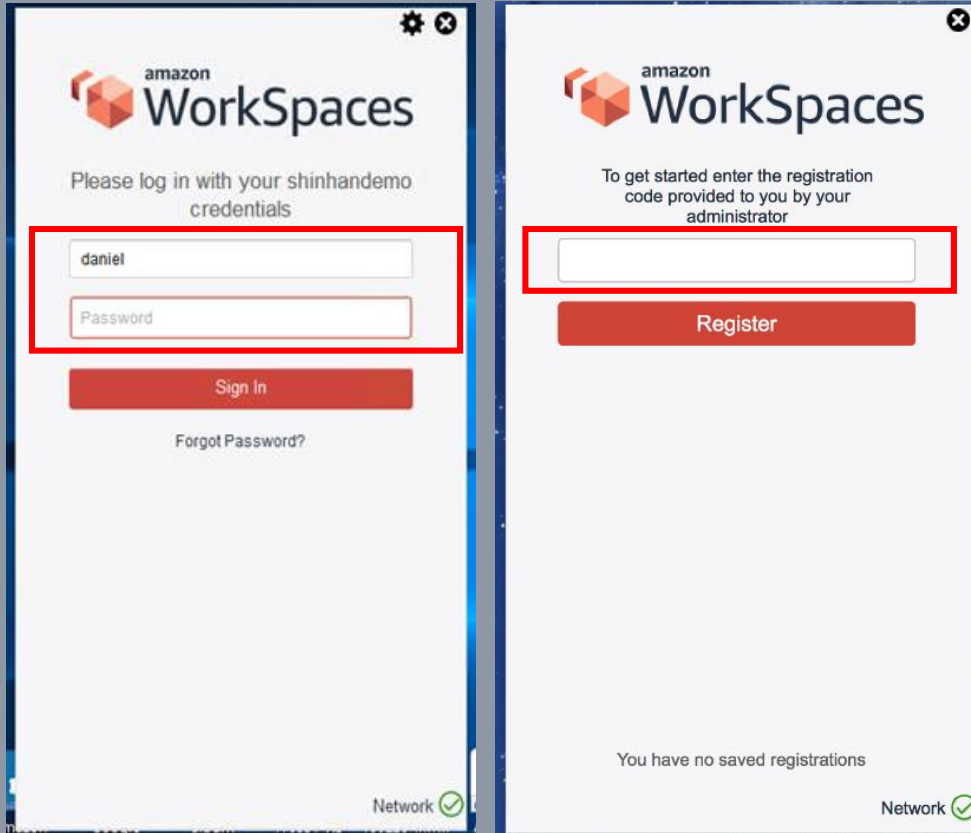 amazon
WorkSpaces
Please log in with your shinhandemo
credentials
daniel
Password
Sign In
Forgot Password?
Network
amazon
WorkSpaces
To get started enter the registration
code provided to you by your
administrator
Register
You have no saved registrations
Network